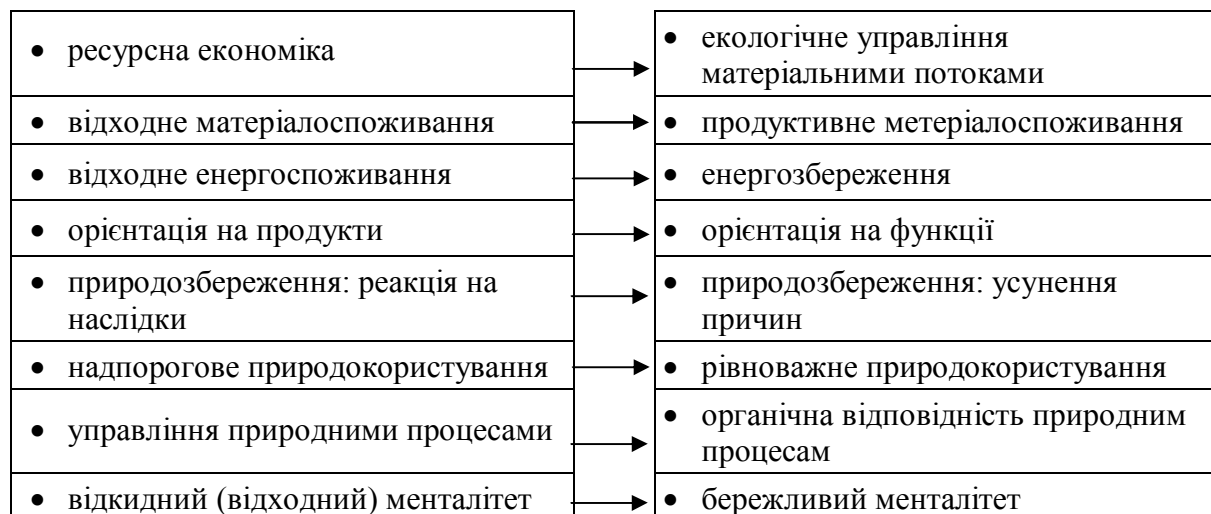 • ресурсна економіка
• екологічне управління
матеріальними потоками
• відходне матеріалоспоживання
• продуктивне метеріалоспоживання
• відходне енергоспоживання
• енергозбереження
• орієнтація на продукти
• орієнтація на функції
• природозбереження: реакція на
наслідки
• природозбереження: усунення
причин
• надпорогове природокористування
• рівноважне природокористування
• управління природними процесами
• органічна відповідність природним
процесам
• відкидний (відходний) менталітет
• бережливий менталітет